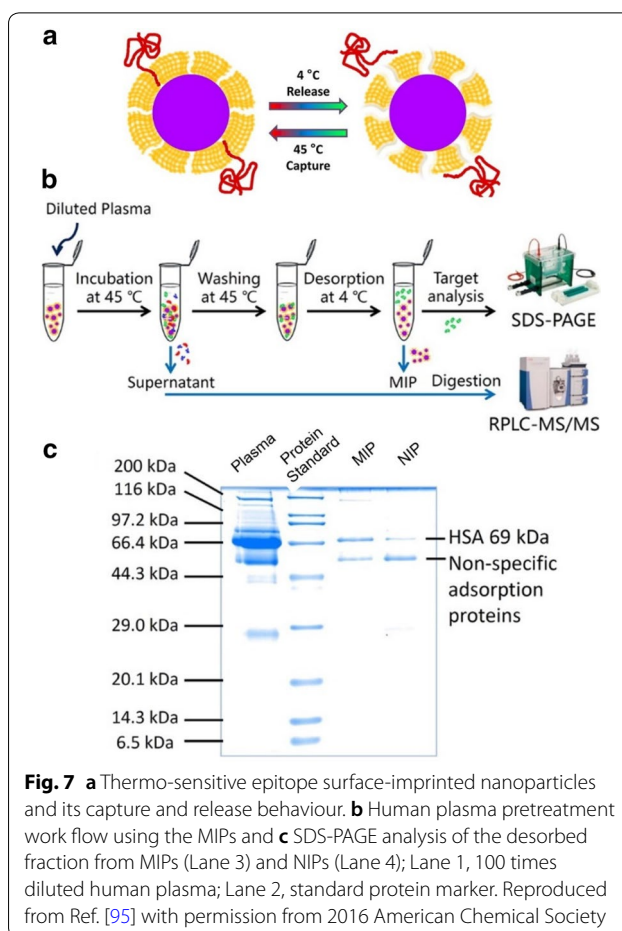 a
4 °C
Release
45 °C
Capture
b
Diluted Plasma
Incubation
at 45 ℃
Washing
at 45 ℃
Desorption
at 4 ℃
Target
analysis
SDS-PAGE
Supernatant
MIP
Digestion
RPLC-MS/MS
c
Plasma
Protein
Standard
MIP
NIP
200 kDa
116 kDa
97.2 kDa
66.4 kDa
44.3 kDa
29.0 kDa
20.1 kDa
14.3 kDa
6.5 kDa
HSA 69 kDa
Non-specific
adsorption
proteins
Fig. 7 a Thermo-sensitive epitope surface-imprinted nanoparticles
and its capture and release behaviour. b Human plasma pretreatment
work flow using the MIPs and c SDS-PAGE analysis of the desorbed
fraction from MIPs (Lane 3) and NIPs (Lane 4); Lane 1, 100 times
diluted human plasma; Lane 2, standard protein marker. Reproduced
from Ref. [95] with permission from 2016 American Chemical Society